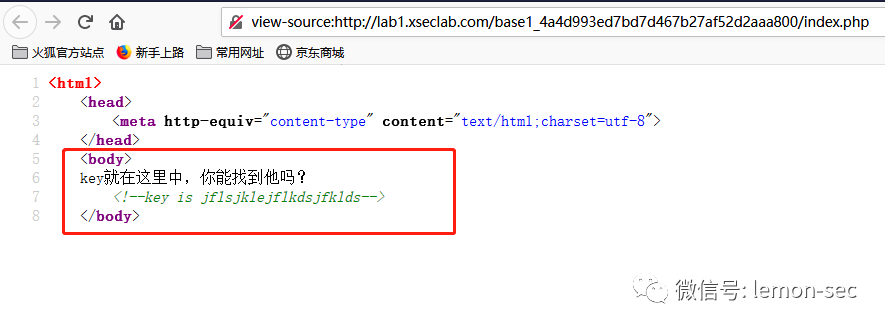 view-source:http://lab1.xseclab.com/base1_4a4d993ed7bd7d467b27af52d2aaa800/index.php
火狐官方站点 新手上路 常用网址 京东商城
1 <html>
2 <head>
3 <meta http-equiv="content-type" content="text/html;charset=utf-8">
4 </head>
5 <body>
6 key就在这里中，你能找到他吗？
7 <!--key is jflsjklejflkdsjfklds-->
8 </body>
微信号: lemon-sec